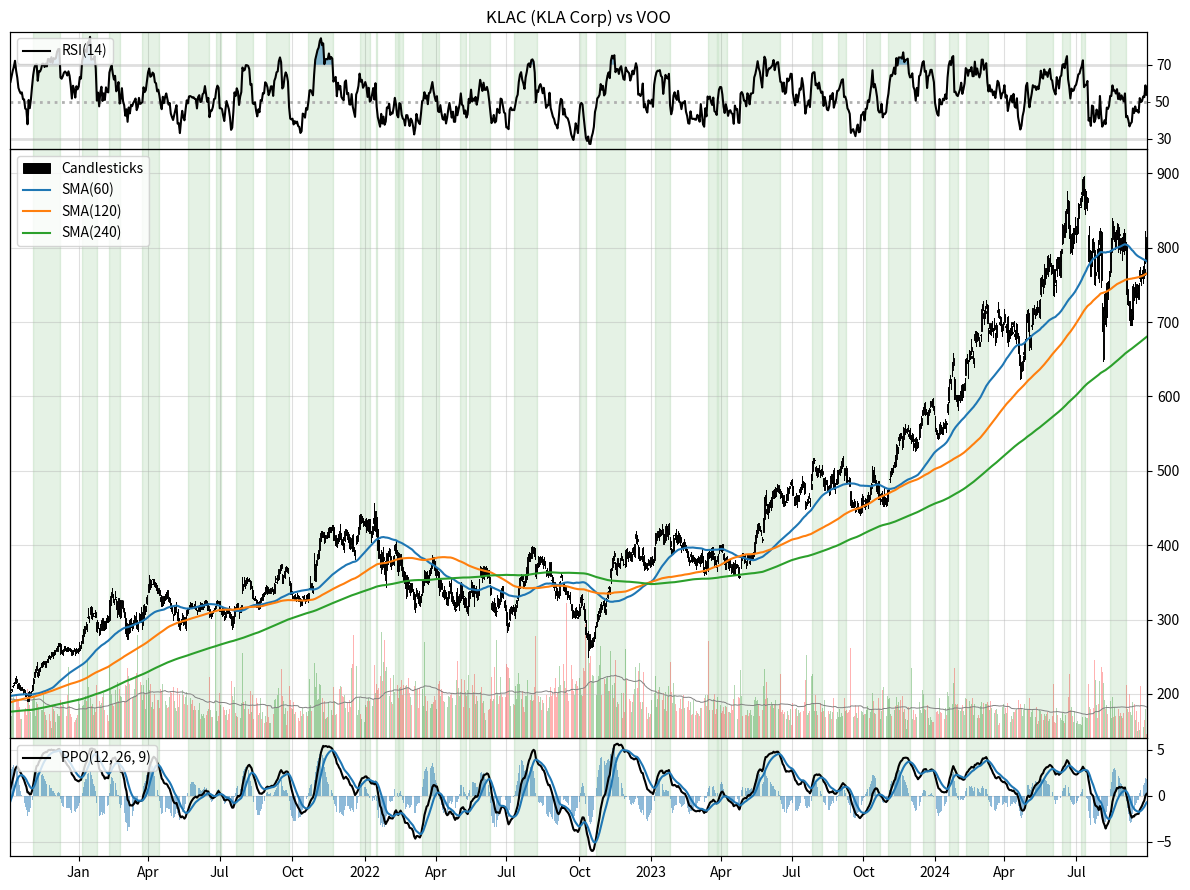 KLAC (KLA Corp) vs VOO
RSI(14)
70
50
30
Candlesticks
SMA(60)
SMA(120)
SMA(240)
900
800
700
600
500
400
300
200
PPO(12, 26, 9)
5
0
−5
Jan Apr Jul Oct 2022 Apr Jul Oct 2023 Apr Jul Oct 2024 Apr Jul